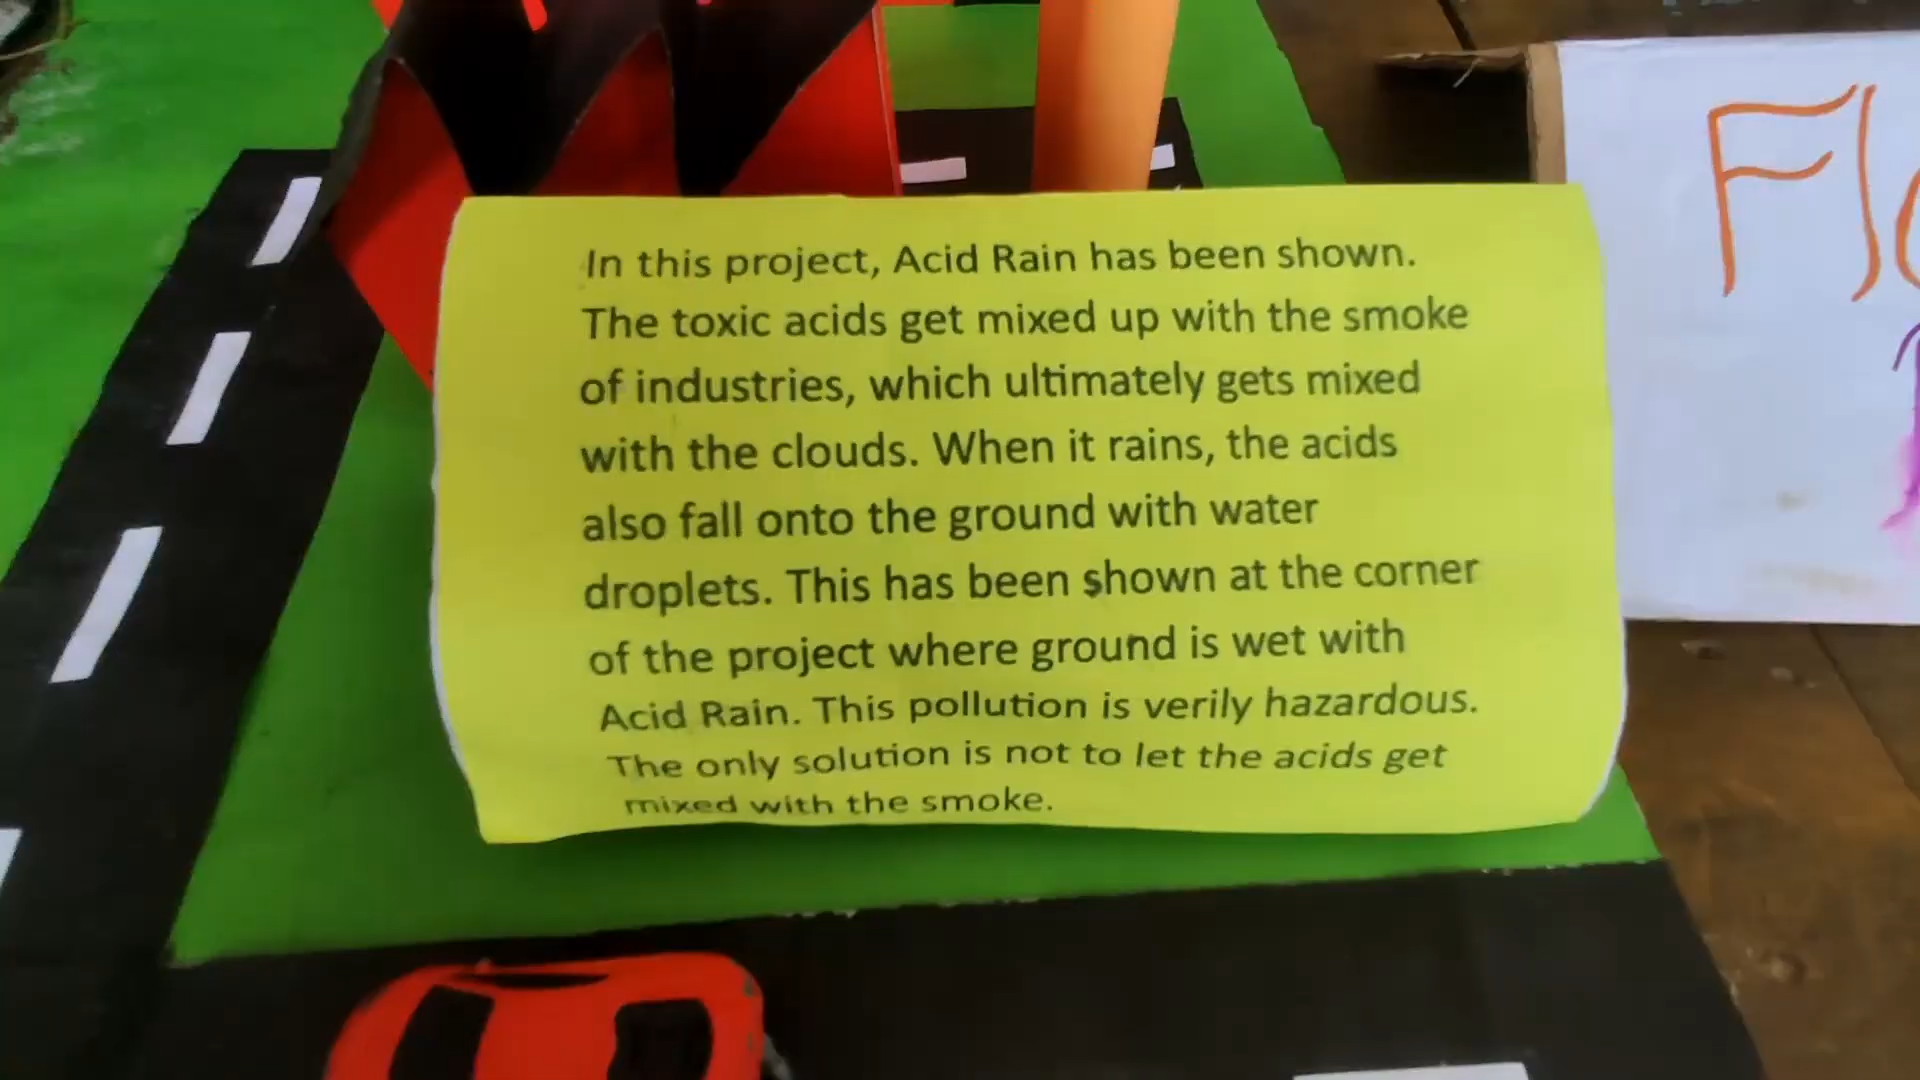 In this project, Acid Rain has been shown.
The toxic acids get mixed up with the smoke
of industries, which ultimately gets mixed
with the clouds. When it rains, the acids
also fall onto the ground with water
droplets. This has been shown at the corner
of the project where ground is wet with
Acid Rain. This pollution is verily hazardous.
The only solution is not to let the acids get
mixed with the smoke.